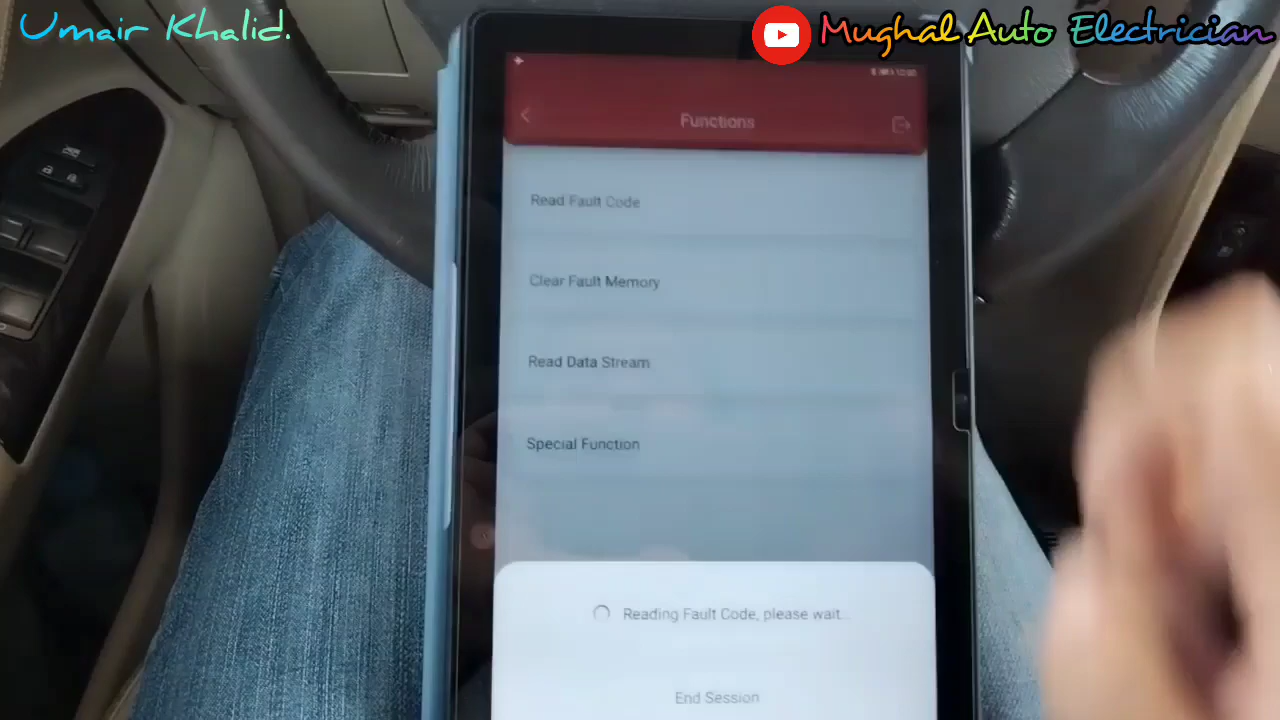 Umair Khalid.
Mughal Auto Electrician
Functions
Read Fault Code
Clear Fault Memory
Read Data Stream
Special Function
Reading Fault Code, please wait..
End Session